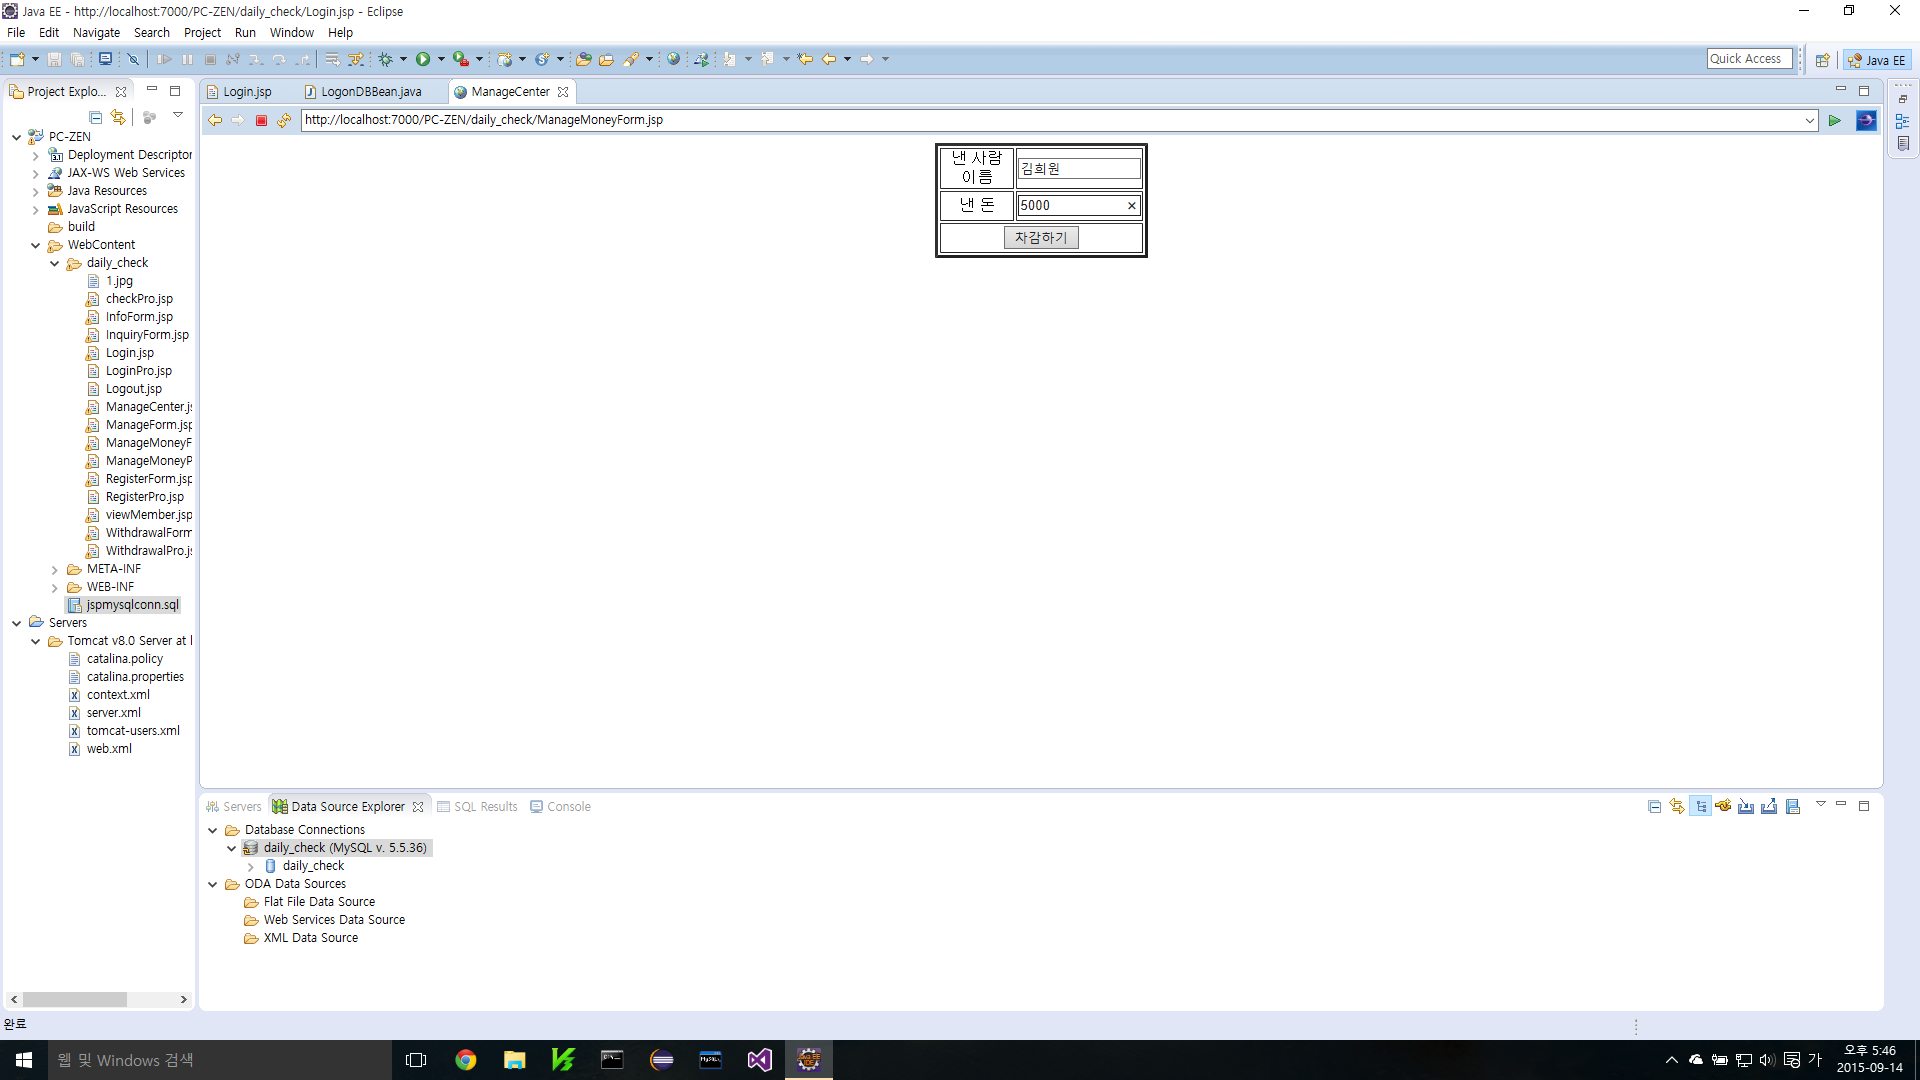 Java EE - http://localhost:7000/PC-ZEN/daily_check/Login.jsp - Eclipse
File Edit Navigate Search Project Run Window Help
Quick Access
Java EE
Project Explo...
Login.jsp
LogonDBBean.java
ManageCenter
http://localhost:7000/PC-ZEN/daily_check/ManageMoneyForm.jsp
낸 사람
이름
김희원
낸 돈
5000
차감하기
PC-ZEN
Deployment Descriptor
JAX-WS Web Services
Java Resources
JavaScript Resources
build
WebContent
daily_check
1.jpg
checkPro.jsp
InfoForm.jsp
InquiryForm.jsp
Login.jsp
LoginPro.jsp
Logout.jsp
ManageCenter.js
ManageForm.jsp
ManageMoneyF
ManageMoneyP
RegisterForm.jsp
RegisterPro.jsp
viewMember.jsp
WithdrawalForm
WithdrawalPro.js
META-INF
WEB-INF
jspmysqlconn.sql
Servers
Tomcat v8.0 Server at l
catalina.policy
catalina.properties
context.xml
server.xml
tomcat-users.xml
web.xml
Servers
Data Source Explorer
SQL Results
Console
Database Connections
daily_check (MySQL v. 5.5.36)
daily_check
ODA Data Sources
Flat File Data Source
Web Services Data Source
XML Data Source
완료
웹 및 Windows 검색
가
오후 5:46
2015-09-14